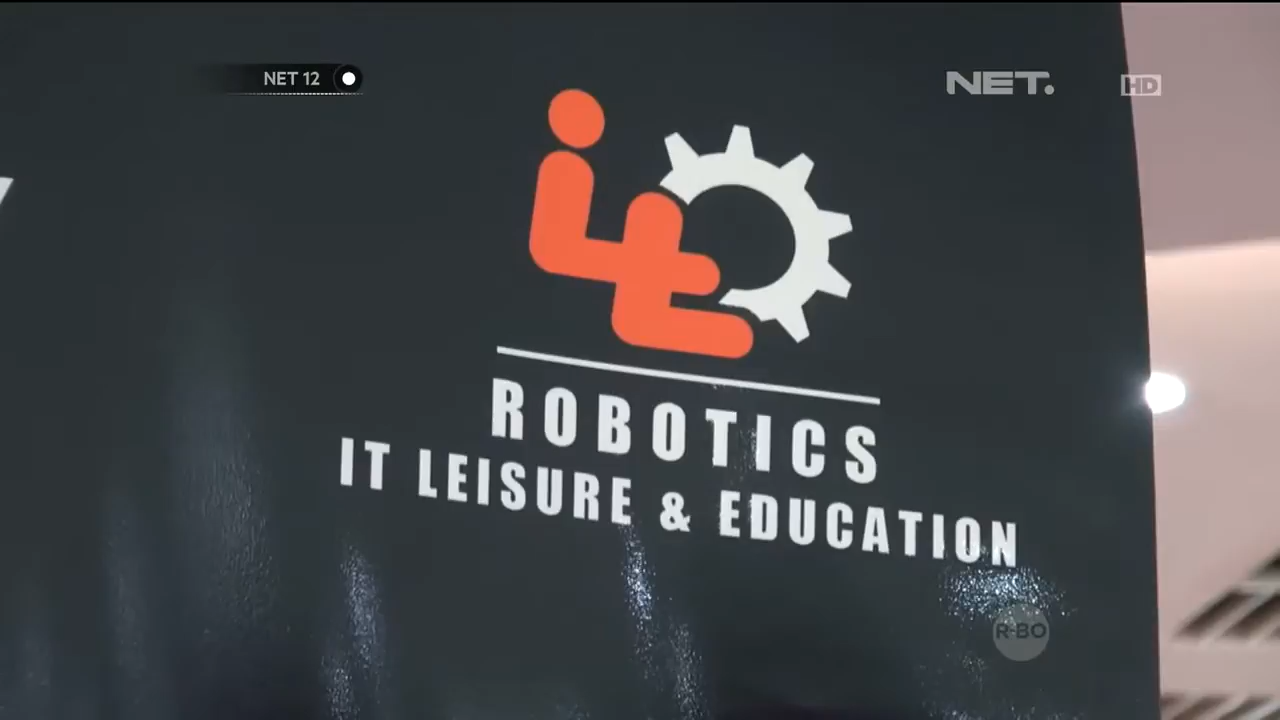 NET 12
NET.
HD
ROBOTICS
IT LEISURE & EDUCATION
R-BO